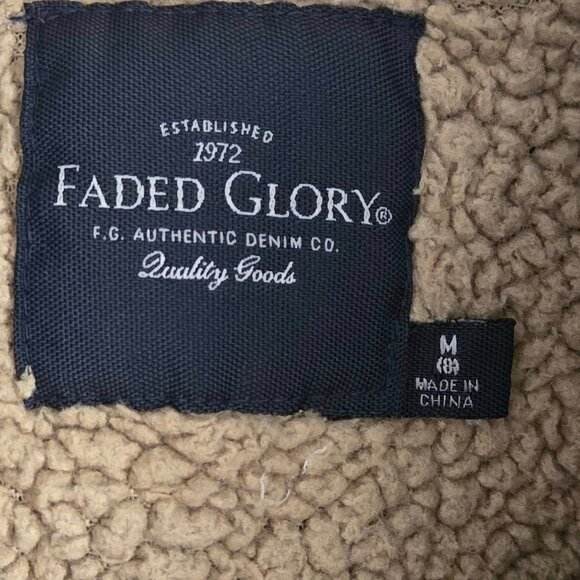 ESTABLISHED
1972
FADED GLORY®
F.G. AUTHENTIC DENIM CO.
Quality Goods
M
(8)
MADE IN
CHINA